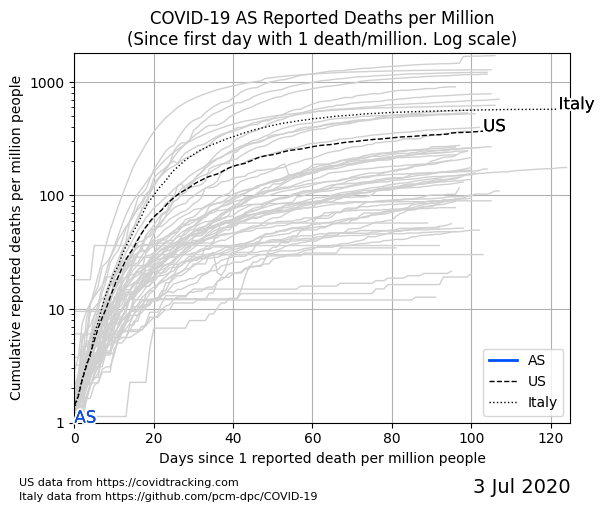 COVID-19 AS Reported Deaths per Million
(Since first day with 1 death/million. Log scale)
Cumulative reported deaths per million people
1000
100
10
1
Italy
US
AS
AS
US
Italy
0 20 40 60 80 100 120
Days since 1 reported death per million people
US data from https://covidtracking.com
Italy data from https://github.com/pcm-dpc/COVID-19
3 Jul 2020